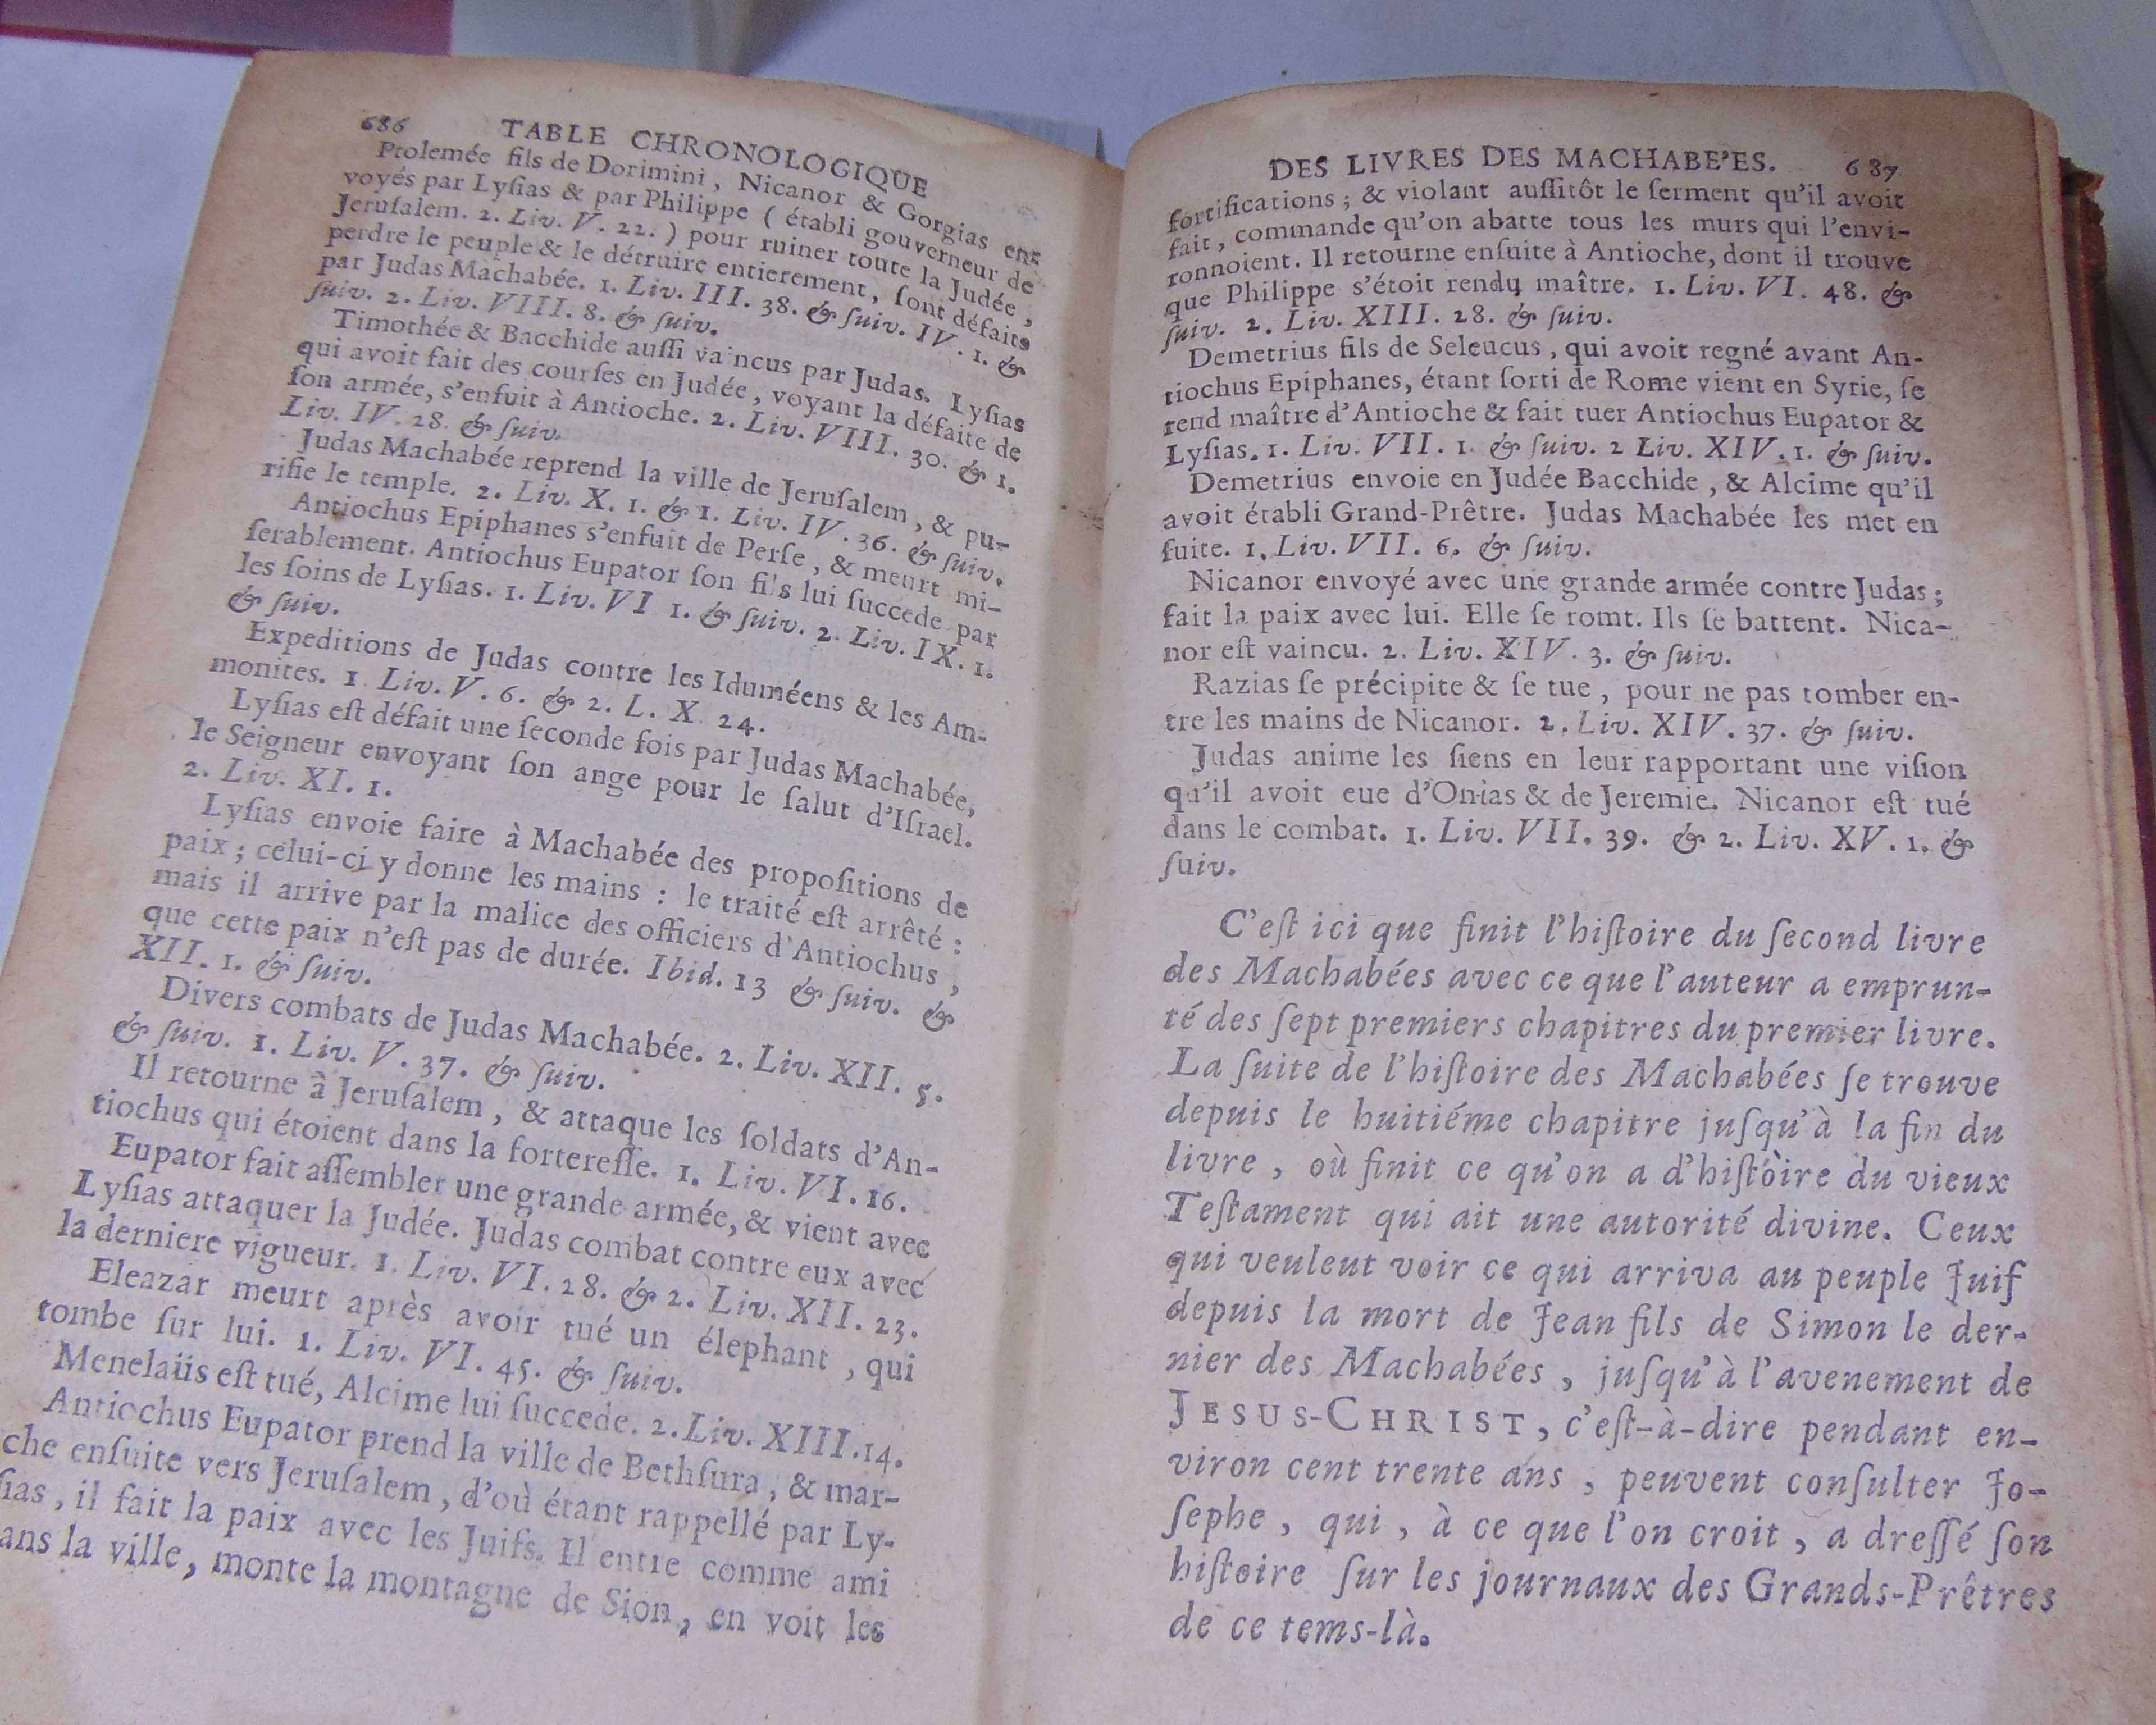 686 TABLE CHRONOLOGIQUE
Ptolemée fils de Dorimini, Nicanor & Gorgias en-
voyés par Lyſias & par Philippe ( établi gouverneur de
Jeruſalem. 2. Liv. V. 22. ) pour ruiner toute la Judée,
perdre le peuple & le détruire entierement, ſont défaits
par Judas Machabée. 1. Liv. III. 38. & ſuiv. IV. 1. &
ſuiv. 2. Liv. VIII. 8. & ſuiv.
Timothée & Bacchide auſſi vaincus par Judas. Lyſias
qui avoit fait des courſes en Judée, voyant la défaite de
ſon armée, s'enfuit à Antioche. 2. Liv. VIII. 30. & 1.
Liv. IV. 28. & ſuiv.
Judas Machabée reprend la ville de Jeruſalem, & pu-
rifie le temple. 2. Liv. X. 1. & 1. Liv. IV. 36. & ſuiv.
Antiochus Epiphanes s'enfuit de Perſe, & meurt mi-
ſerablement. Antiochus Eupator ſon fils lui ſuccede par
les ſoins de Lyſias. 1. Liv. VI 1. & ſuiv. 2. Liv. IX. 1.
& ſuiv.
Expeditions de Judas contre les Iduméens & les Am-
monites. 1 Liv. V. 6. & 2. L. X. 24.
Lyſias eſt défait une ſeconde fois par Judas Machabée,
le Seigneur envoyant ſon ange pour le ſalut d'Iſrael.
2. Liv. XI. 1.
Lyſias envoie faire à Machabée des propoſitions de
paix ; celui-ci y donne les mains : le traité eſt arrêté :
mais il arrive par la malice des officiers d'Antiochus,
que cette paix n'eſt pas de durée. Ibid. 13 & ſuiv. &
XII. 1. & ſuiv.
Divers combats de Judas Machabée. 2. Liv. XII. 5.
& ſuiv. 1. Liv. V. 37. & ſuiv.
Il retourne à Jeruſalem, & attaque les ſoldats d'An-
tiochus qui étoient dans la fortereſſe. 1. Liv. VI. 16.
Eupator fait aſſembler une grande armée, & vient avec
Lyſias attaquer la Judée. Judas combat contre eux avec
la derniere vigueur. 1. Liv. VI. 28. & 2. Liv. XII. 23.
Eleazar meurt après avoir tué un élephant, qui
tombe ſur lui. 1. Liv. VI. 45. & ſuiv.
Menelaüs eſt tué, Alcime lui ſuccede. 2. Liv. XIII. 14.
Antiochus Eupator prend la ville de Bethſura, & mar-
che enſuite vers Jeruſalem, d'où étant rappellé par Ly-
ſias, il fait la paix avec les Juifs. Il entre comme ami
ans la ville, monte la montagne de Sion, en voit les
DES LIVRES DES MACHABE'ES. 687
fortifications ; & violant auſſitôt le ſerment qu'il avoit
fait, commande qu'on abatte tous les murs qui l'envi-
ronnoient. Il retourne enſuite à Antioche, dont il trouve
que Philippe s'étoit rendu maître. 1. Liv. VI. 48. &
ſuiv. 2. Liv. XIII. 28. & ſuiv.
Demetrius fils de Seleucus, qui avoit regné avant An-
tiochus Epiphanes, étant ſorti de Rome vient en Syrie, ſe
rend maître d'Antioche & fait tuer Antiochus Eupator &
Lyſias. 1. Liv. VII. 1. & ſuiv. 2 Liv. XIV. 1. & ſuiv.
Demetrius envoie en Judée Bacchide, & Alcime qu'il
avoit établi Grand-Prêtre. Judas Machabée les met en
fuite. 1. Liv. VII. 6. & ſuiv.
Nicanor envoyé avec une grande armée contre Judas ;
fait la paix avec lui. Elle ſe romt. Ils ſe battent. Nica-
nor eſt vaincu. 2. Liv. XIV. 3. & ſuiv.
Razias ſe précipite & ſe tue, pour ne pas tomber en-
tre les mains de Nicanor. 2. Liv. XIV. 37. & ſuiv.
Judas anime les ſiens en leur rapportant une viſion
qu'il avoit eue d'Onias & de Jeremie. Nicanor eſt tué
dans le combat. 1. Liv. VII. 39. & 2. Liv. XV. 1. &
ſuiv.
C'eſt ici que finit l'hiſtoire du ſecond livre
des Machabées avec ce que l'auteur a emprun-
té des ſept premiers chapitres du premier livre.
La ſuite de l'hiſtoire des Machabées ſe trouve
depuis le huitiéme chapitre juſqu'à la fin du
livre, où finit ce qu'on a d'hiſtoire du vieux
Teſtament qui ait une autorité divine. Ceux
qui veulent voir ce qui arriva au peuple Juif
depuis la mort de Jean fils de Simon le der-
nier des Machabées, juſqu'à l'avenement de
JESUS-CHRIST, c'eſt-à-dire pendant en-
viron cent trente ans, peuvent conſulter Jo-
ſephe, qui, à ce que l'on croit, a dreſſé ſon
hiſtoire ſur les journaux des Grands-Prêtres
de ce tems-là.